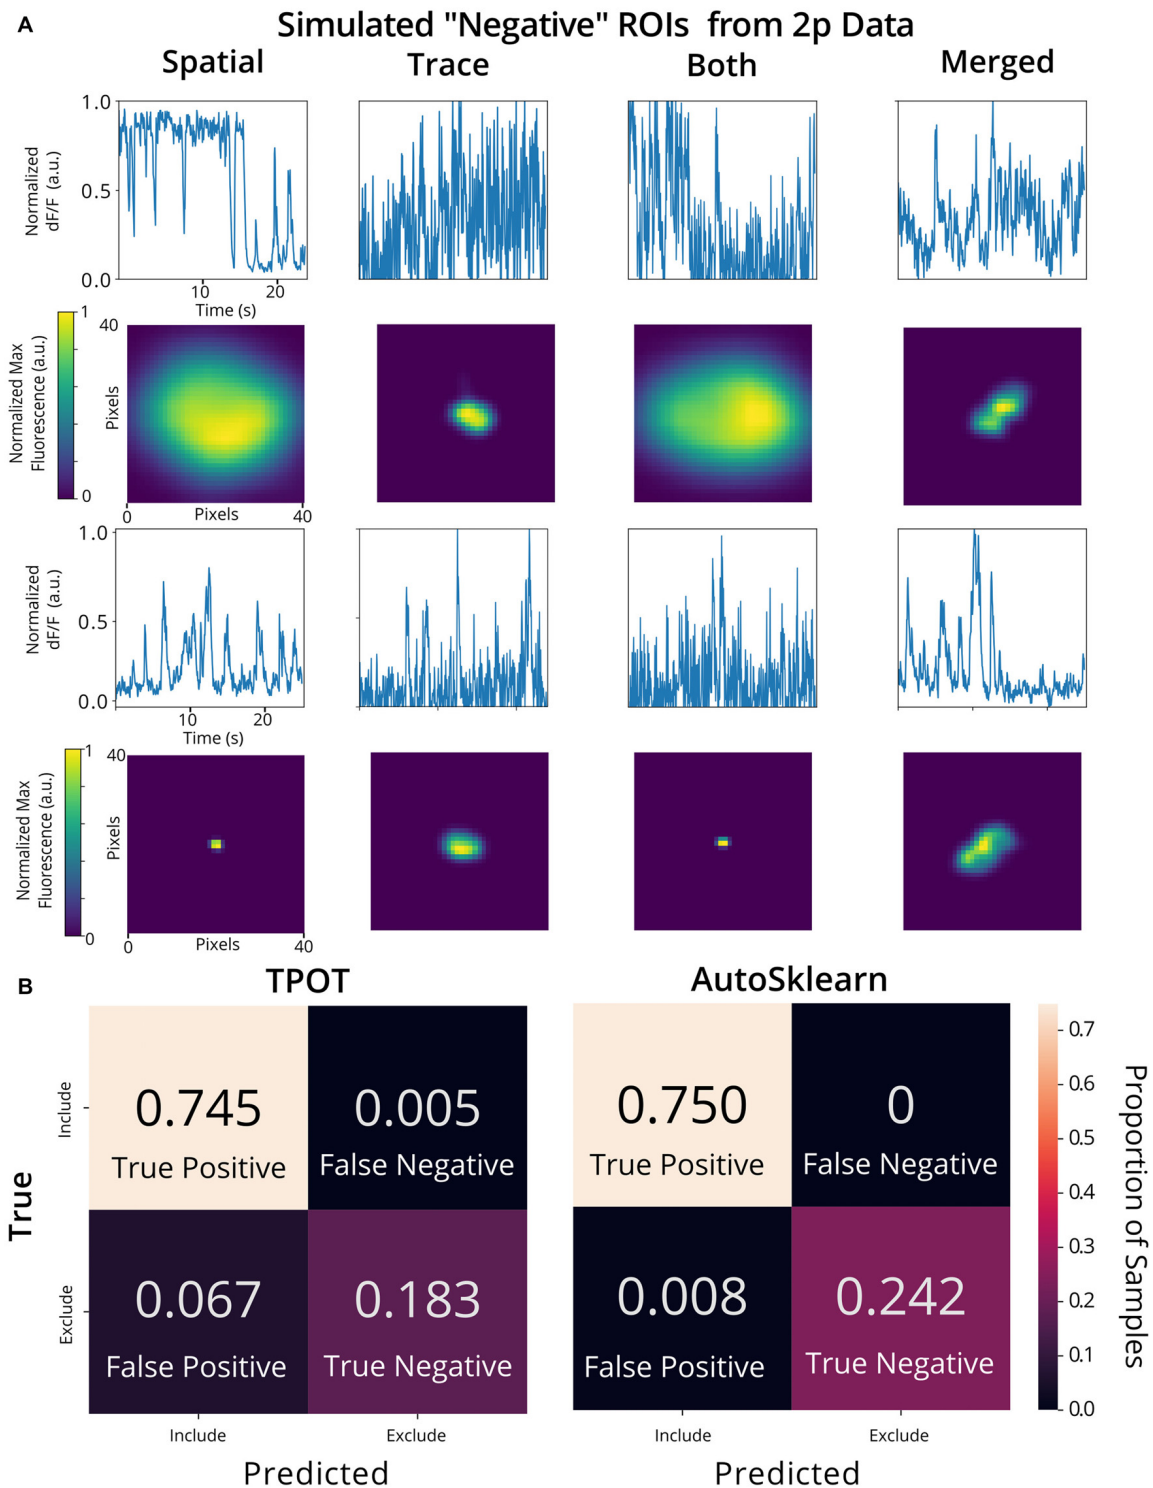 A
Simulated "Negative" ROIs from 2p Data
Spatial
Trace
Both
Merged
Normalized
dF/F (a.u.)
1.0
0.5
0.0
10
20
Time (s)
Normalized Max
Fluorescence (a.u.)
1
0
40
Pixels
0
Pixels
40
Normalized
dF/F (a.u.)
1.0
0.5
0.0
10
20
Time (s)
Normalized Max
Fluorescence (a.u.)
1
0
40
Pixels
0
Pixels
40
B
TPOT
AutoSklearn
True
Include
Exclude
0.745
True Positive
0.005
False Negative
0.067
False Positive
0.183
True Negative
Include
Exclude
Predicted
0.750
True Positive
0
False Negative
0.008
False Positive
0.242
True Negative
Include
Exclude
Predicted
0.7
0.6
0.5
0.4
0.3
0.2
0.1
0.0
Proportion of Samples